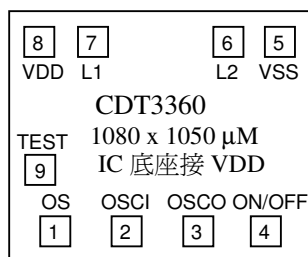 8 7 6 5
VDD L1 L2 VSS
CDT3360
TEST 1080 x 1050 μM
9 IC 底座接 VDD
OS OSCI OSCO ON/OFF
1 2 3 4